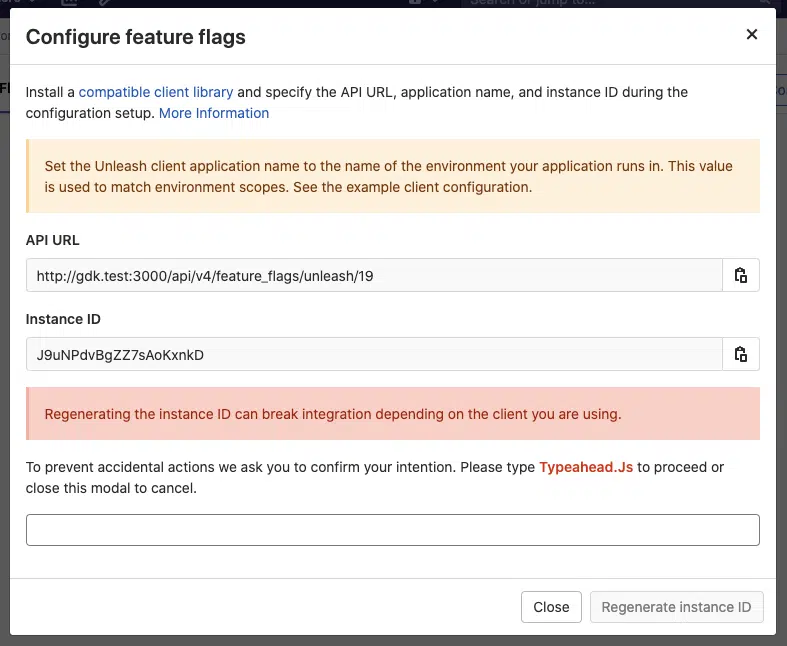 Search or jump to...
Configure feature flags
Install a compatible client library and specify the API URL, application name, and instance ID during the
configuration setup. More Information
Set the Unleash client application name to the name of the environment your application runs in. This value
is used to match environment scopes. See the example client configuration.
API URL
http://gdk.test:3000/api/v4/feature_flags/unleash/19
Instance ID
J9uNPdvBgZZ7sAoKxnkD
Regenerating the instance ID can break integration depending on the client you are using.
To prevent accidental actions we ask you to confirm your intention. Please type Typeahead.Js to proceed or
close this modal to cancel.
Close
Regenerate instance ID